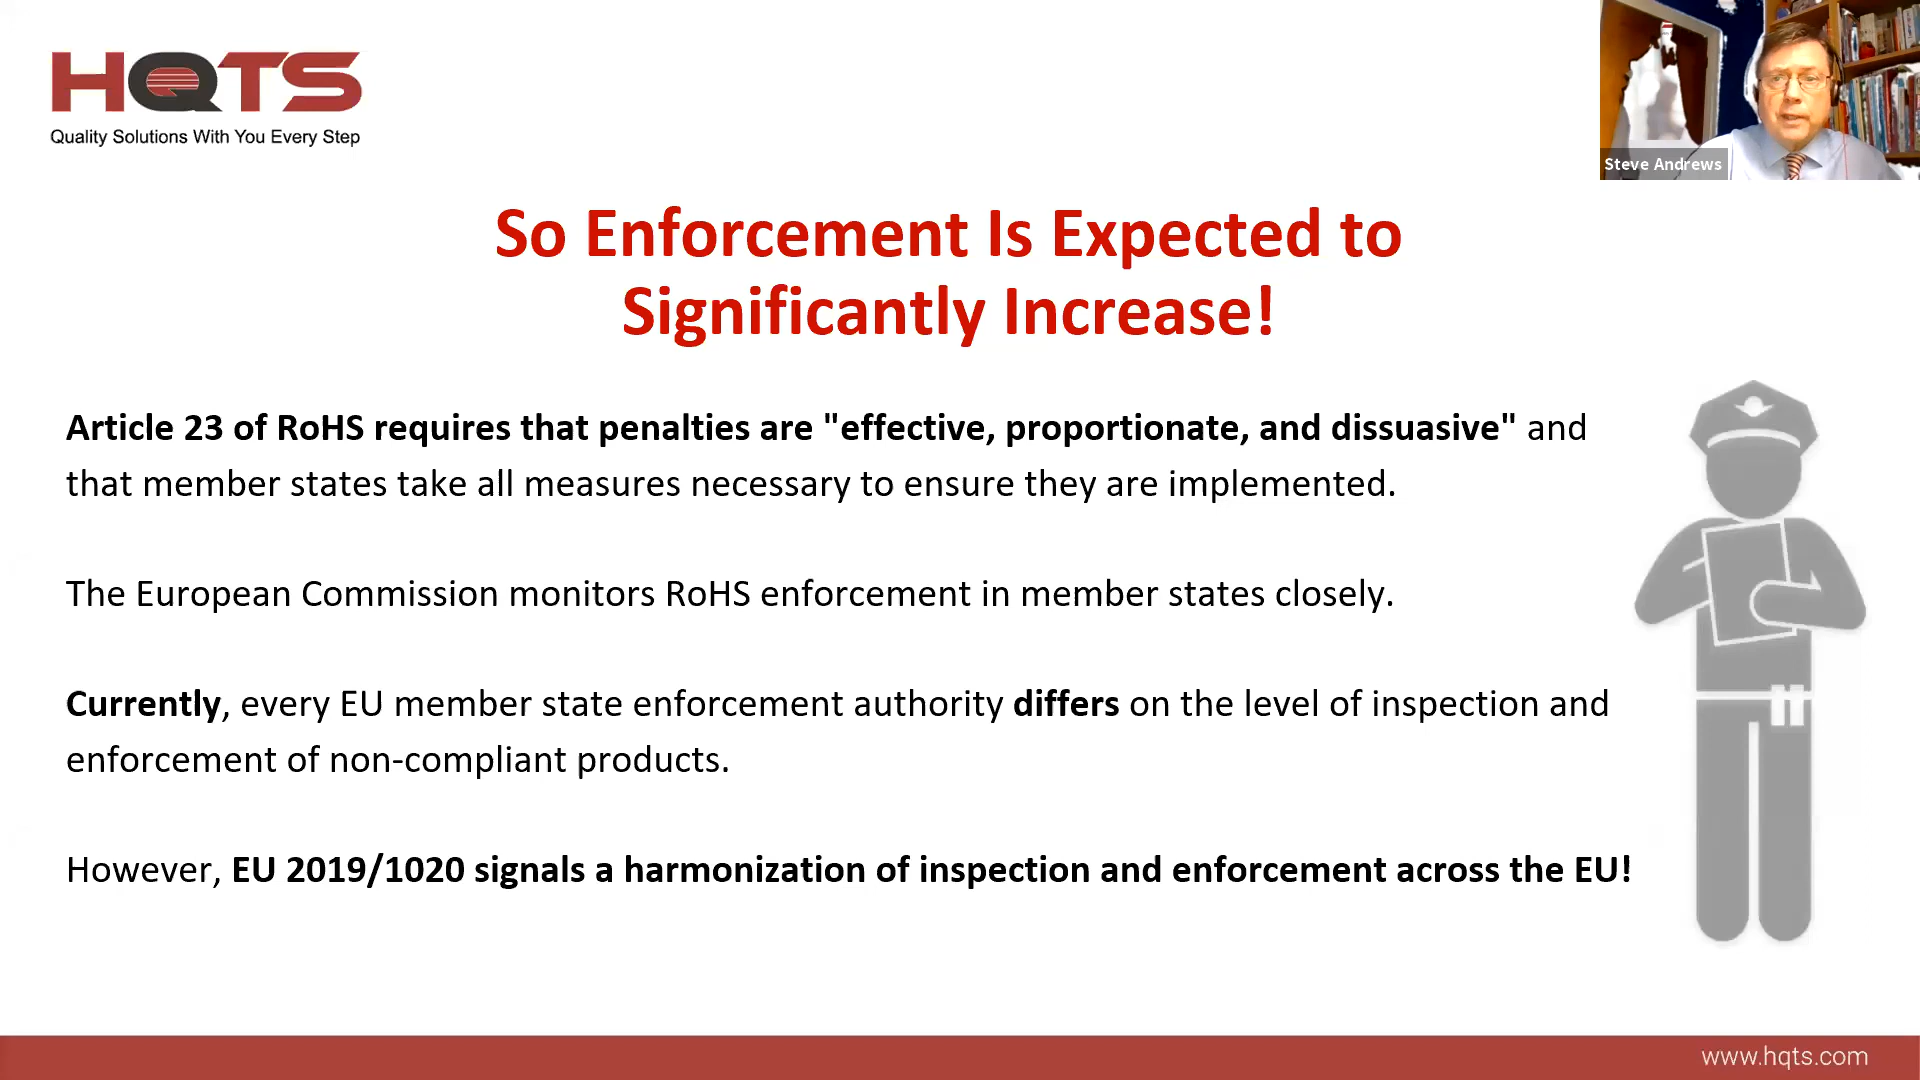 HQTS
Quality Solutions With You Every Step
Steve Andrews
So Enforcement Is Expected to
Significantly Increase!
Article 23 of RoHS requires that penalties are "effective, proportionate, and dissuasive" and
that member states take all measures necessary to ensure they are implemented.
The European Commission monitors RoHS enforcement in member states closely.
Currently, every EU member state enforcement authority differs on the level of inspection and
enforcement of non-compliant products.
However, EU 2019/1020 signals a harmonization of inspection and enforcement across the EU!
www.hqts.com